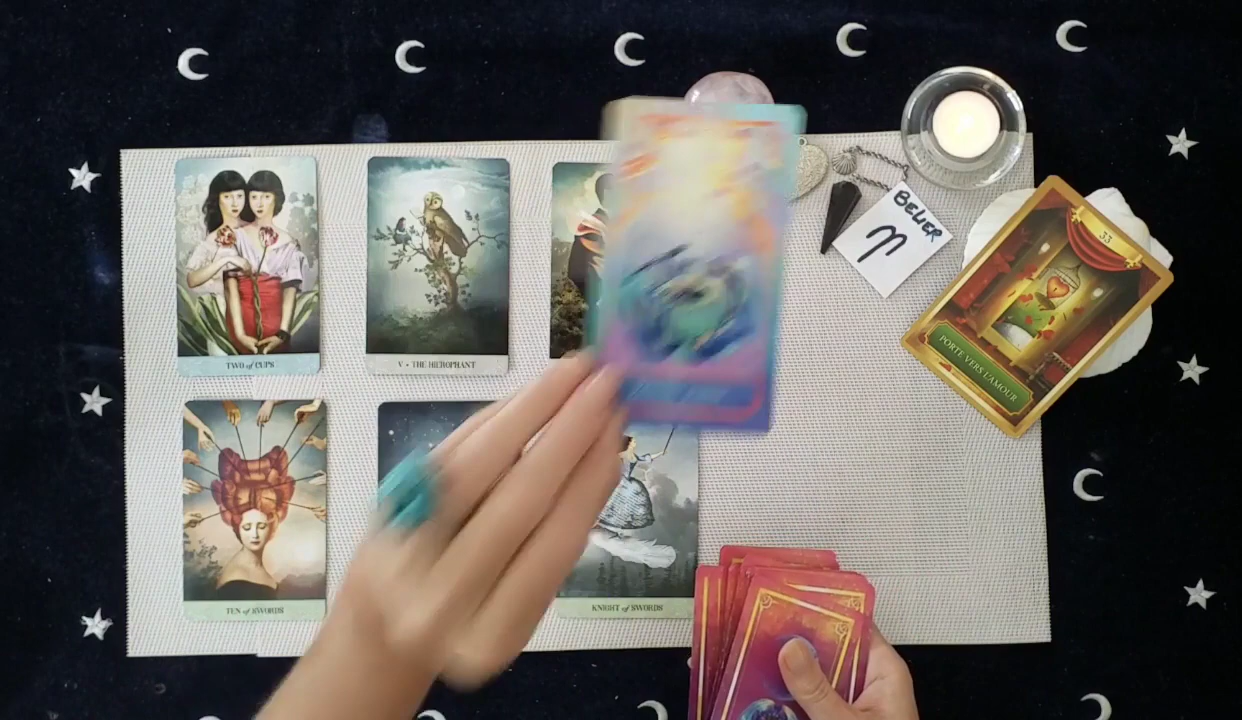 TWO of CUPS
V • THE HIEROPHANT
BELIER
33
PORTE VERS L'AMOUR
TEN of SWORDS
KNIGHT of SWORDS